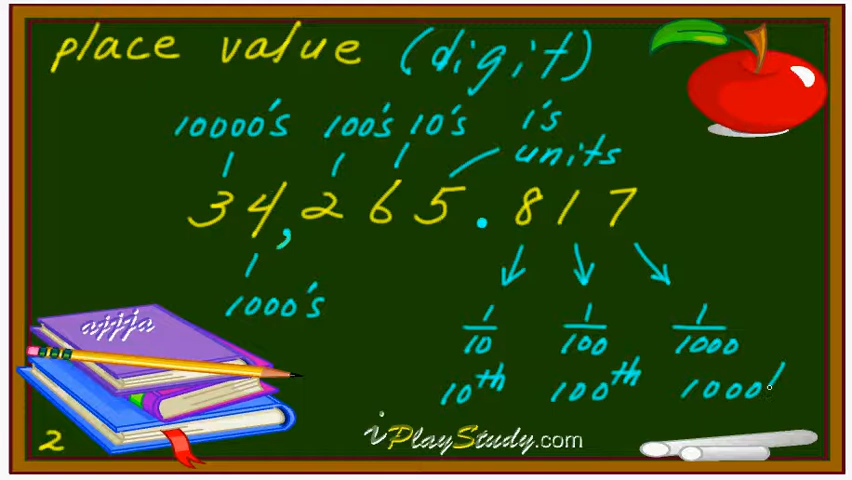 place value (digit)
10000's 100's 10's 1's
units
34,265.817
1000's
1/10 1/100 1/1000
10th 100th 1000
ajjja
2
iPlayStudy.com